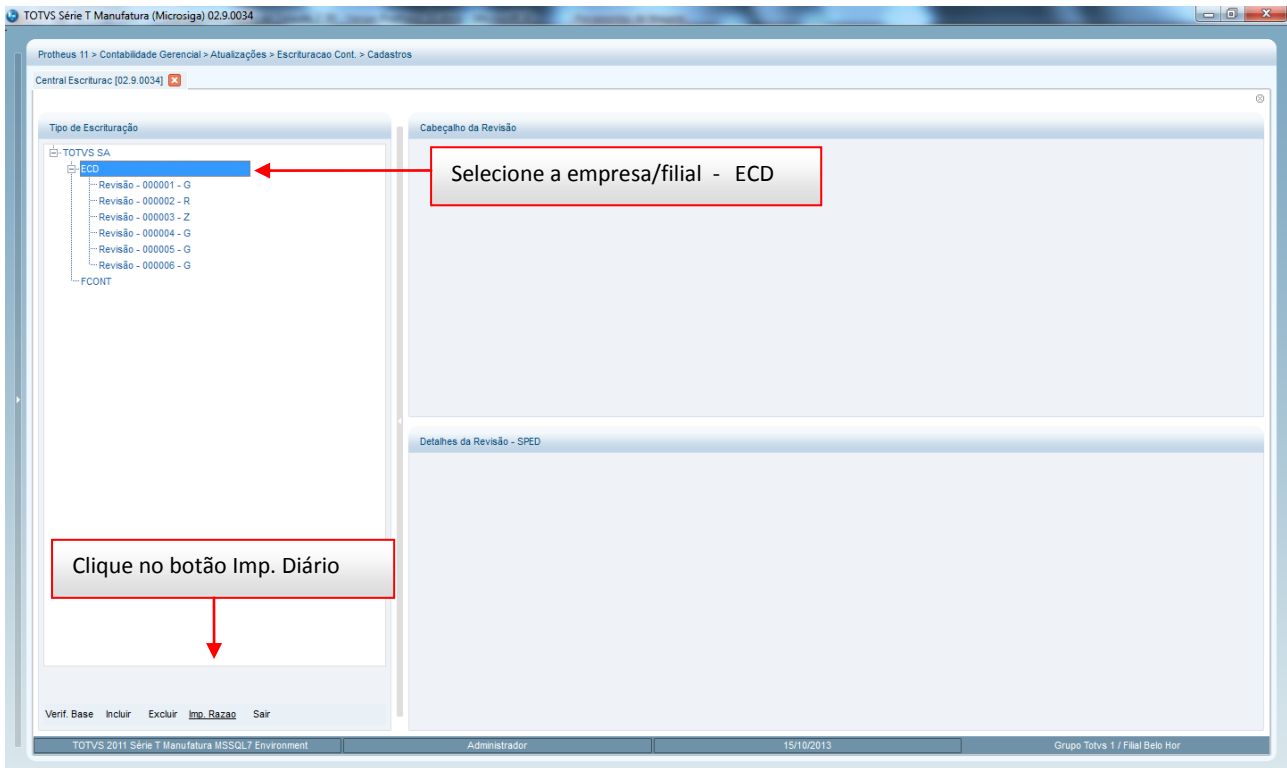 TOTVS Série T Manufatura (Microsiga) 02.9.0034
Protheus 11 > Contabilidade Gerencial > Atualizações > Escrituracao Cont. > Cadastros
Central Escriturac [02.9.0034]
Tipo de Escrituração
Cabeçalho da Revisão
TOTVS SA
ECD
Revisão - 000001 - G
Revisão - 000002 - R
Revisão - 000003 - Z
Revisão - 000004 - G
Revisão - 000005 - G
Revisão - 000006 - G
FCONT
Selecione a empresa/filial - ECD
Detalhes da Revisão - SPED
Clique no botão Imp. Diário
Verif. Base Incluir Excluir Imp. Razao Sair
TOTVS 2011 Série T Manufatura MSSQL7 Environment Administrador 15/10/2013 Grupo Totvs 1 / Filial Belo Hor